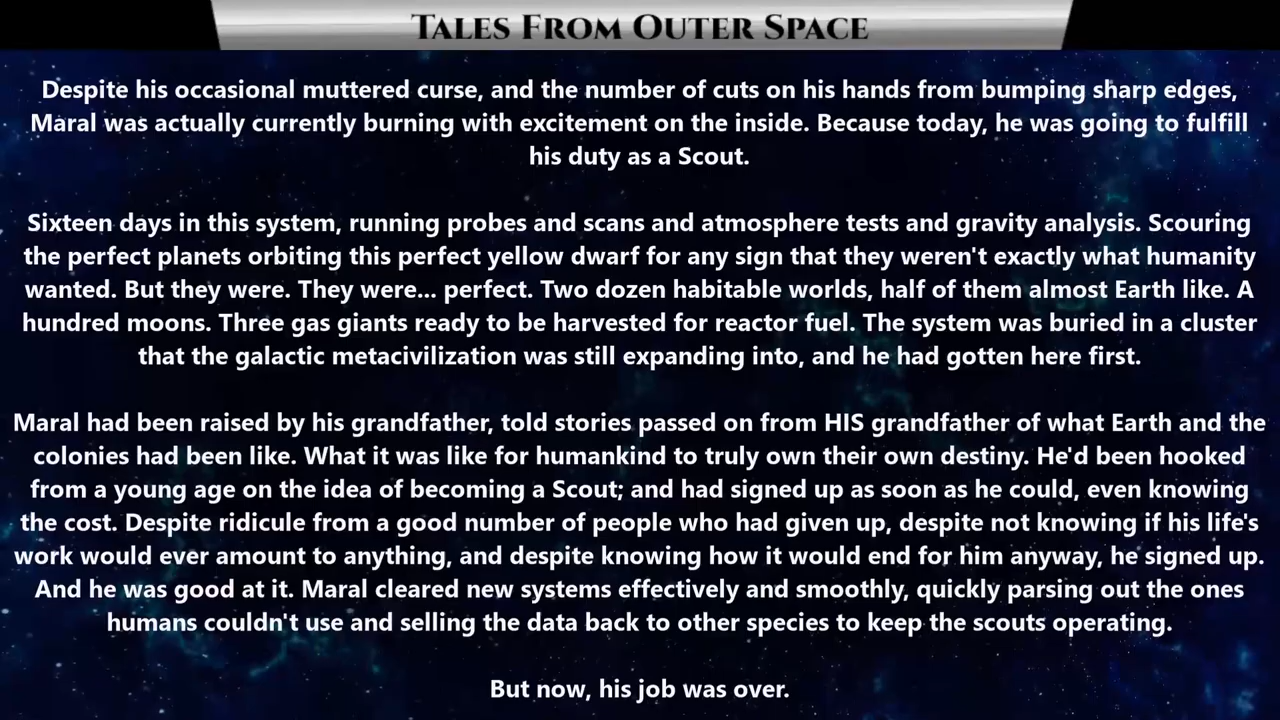 Tales From Outer Space
Despite his occasional muttered curse, and the number of cuts on his hands from bumping sharp edges,
Maral was actually currently burning with excitement on the inside. Because today, he was going to fulfill
his duty as a Scout.
Sixteen days in this system, running probes and scans and atmosphere tests and gravity analysis. Scouring
the perfect planets orbiting this perfect yellow dwarf for any sign that they weren't exactly what humanity
wanted. But they were. They were... perfect. Two dozen habitable worlds, half of them almost Earth like. A
hundred moons. Three gas giants ready to be harvested for reactor fuel. The system was buried in a cluster
that the galactic metacivilization was still expanding into, and he had gotten here first.
Maral had been raised by his grandfather, told stories passed on from HIS grandfather of what Earth and the
colonies had been like. What it was like for humankind to truly own their own destiny. He'd been hooked
from a young age on the idea of becoming a Scout; and had signed up as soon as he could, even knowing
the cost. Despite ridicule from a good number of people who had given up, despite not knowing if his life's
work would ever amount to anything, and despite knowing how it would end for him anyway, he signed up.
And he was good at it. Maral cleared new systems effectively and smoothly, quickly parsing out the ones
humans couldn't use and selling the data back to other species to keep the scouts operating.
But now, his job was over.